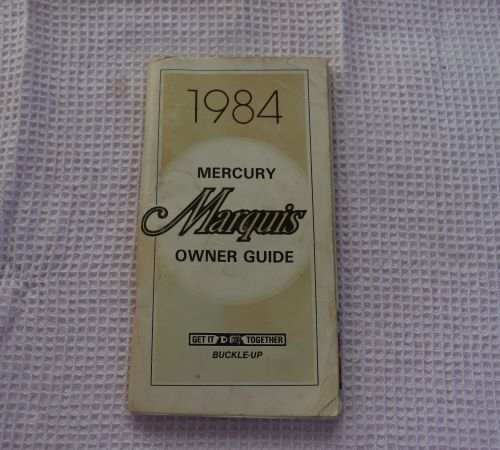 1984
MERCURY
Marquis
OWNER GUIDE
GET IT TOGETHER
BUCKLE-UP